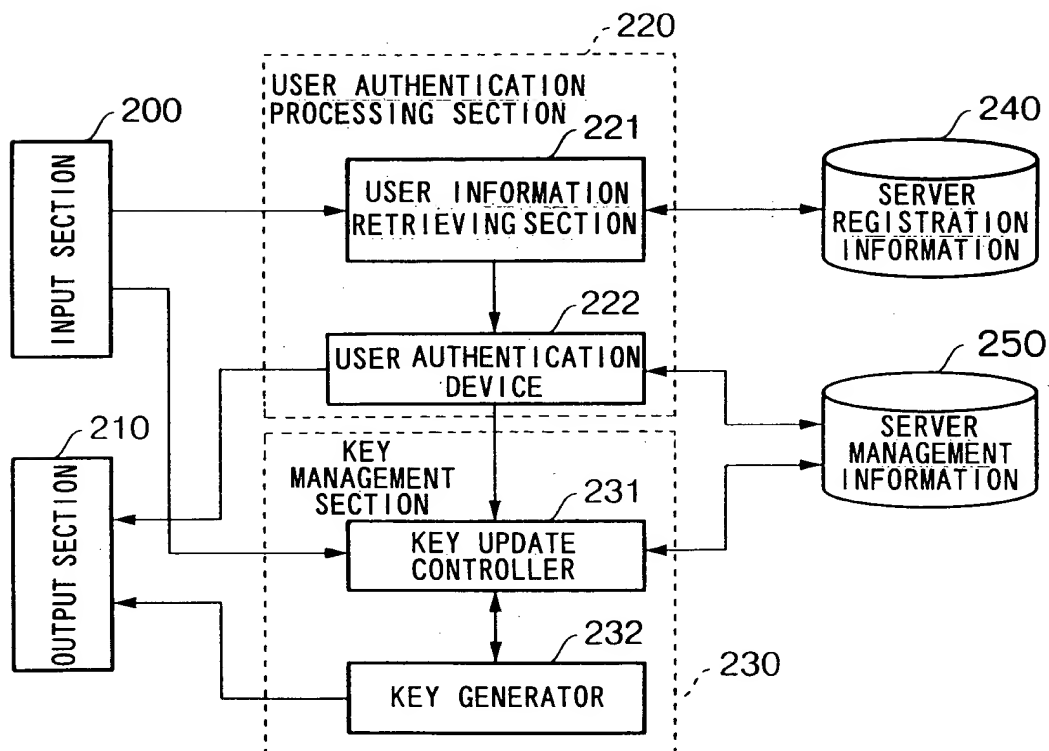 220
USER AUTHENTICATION
PROCESSING SECTION
200
INPUT SECTION
221
USER INFORMATION
RETRIEVING SECTION
240
SERVER
REGISTRATION
INFORMATION
222
USER AUTHENTICATION
DEVICE
250
SERVER
MANAGEMENT
INFORMATION
210
OUTPUT SECTION
KEY
MANAGEMENT
SECTION
231
KEY UPDATE
CONTROLLER
232
KEY GENERATOR
230